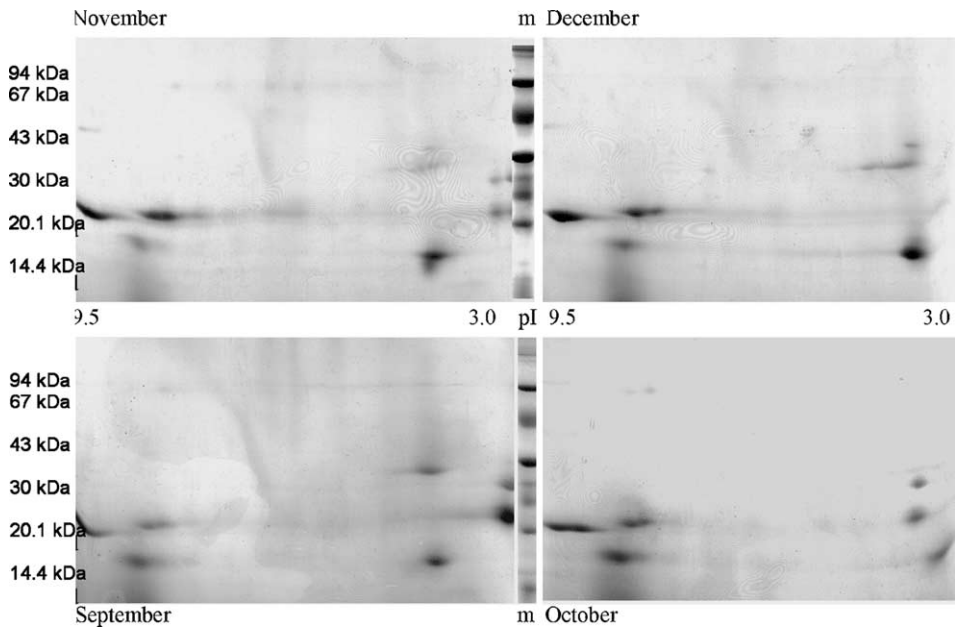 November m December
94 kDa
67 kDa
43 kDa
30 kDa
20.1 kDa
14.4 kDa
9.5 3.0 pI 9.5 3.0
94 kDa
67 kDa
43 kDa
30 kDa
20.1 kDa
14.4 kDa
September m October